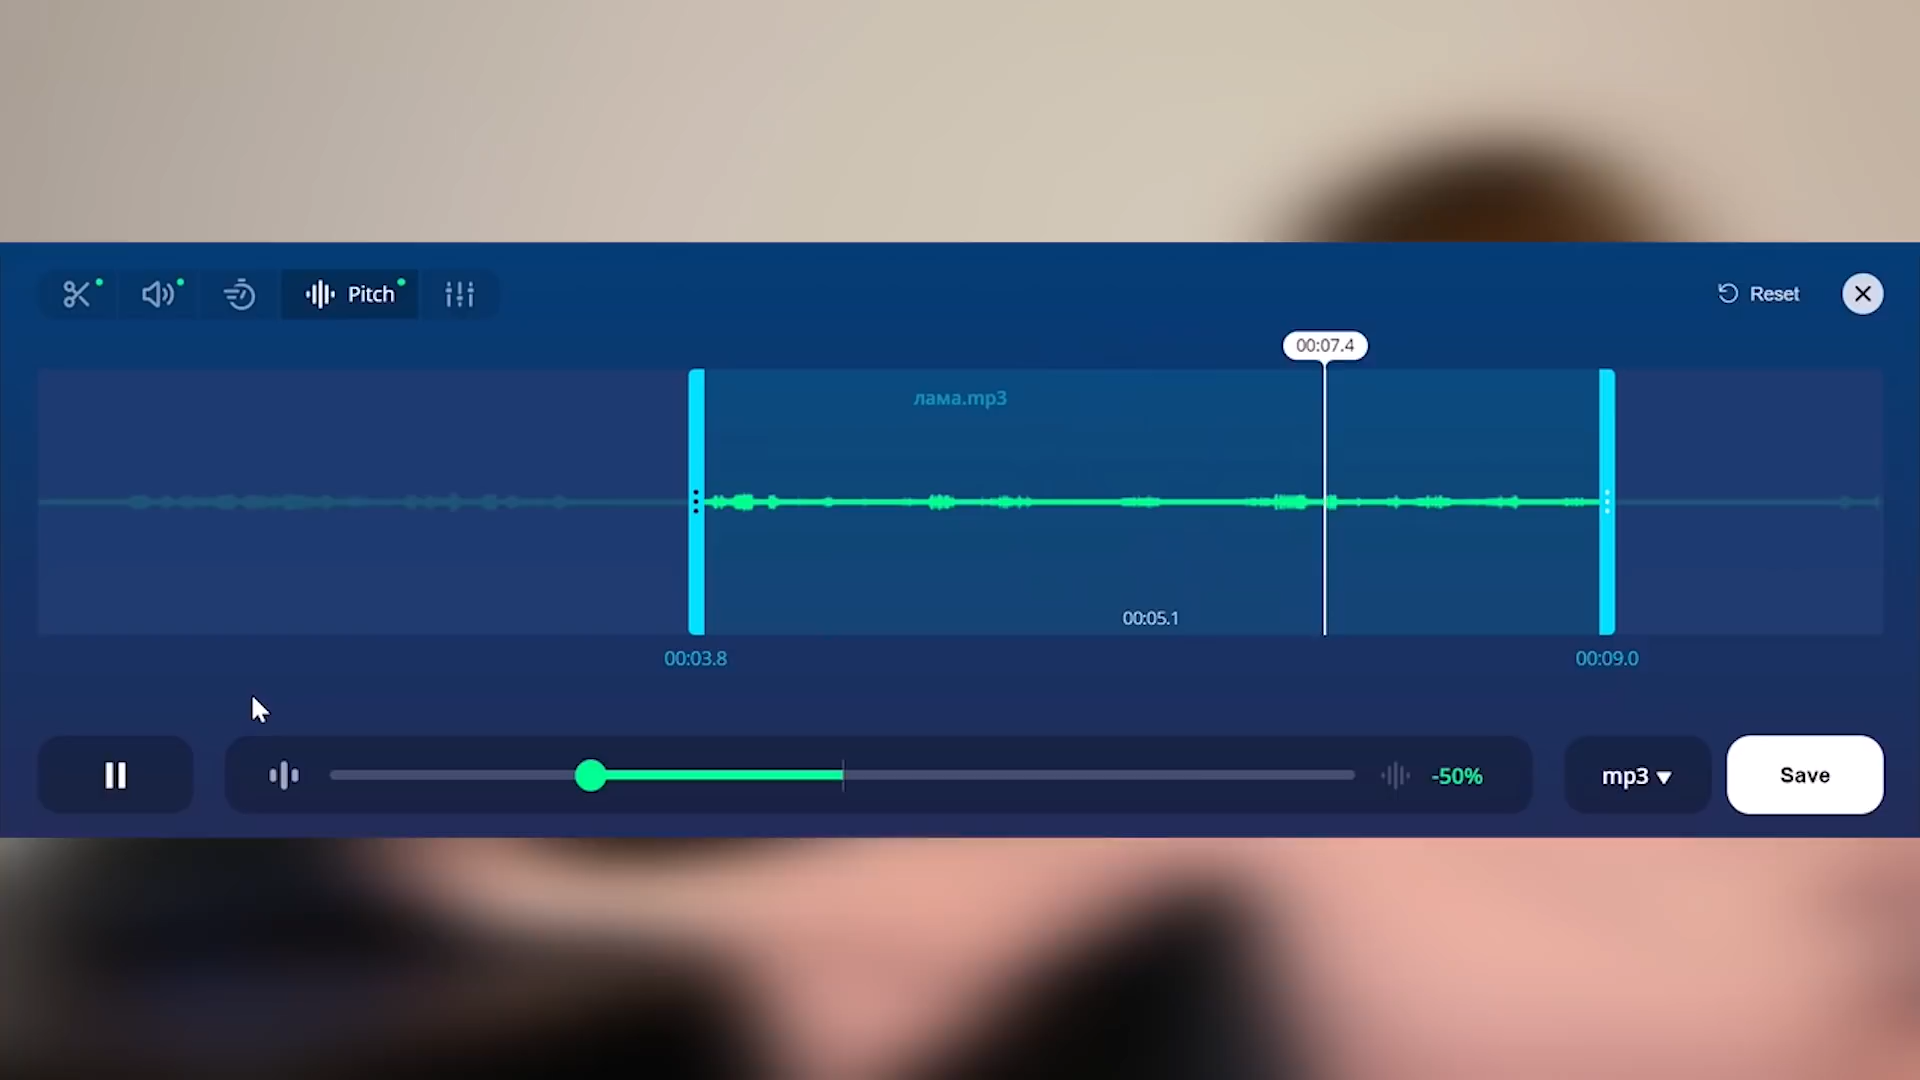 Pitch
Reset
00:07.4
лама.mp3
00:05.1
00:03.8
00:09.0
-50%
mp3
Save